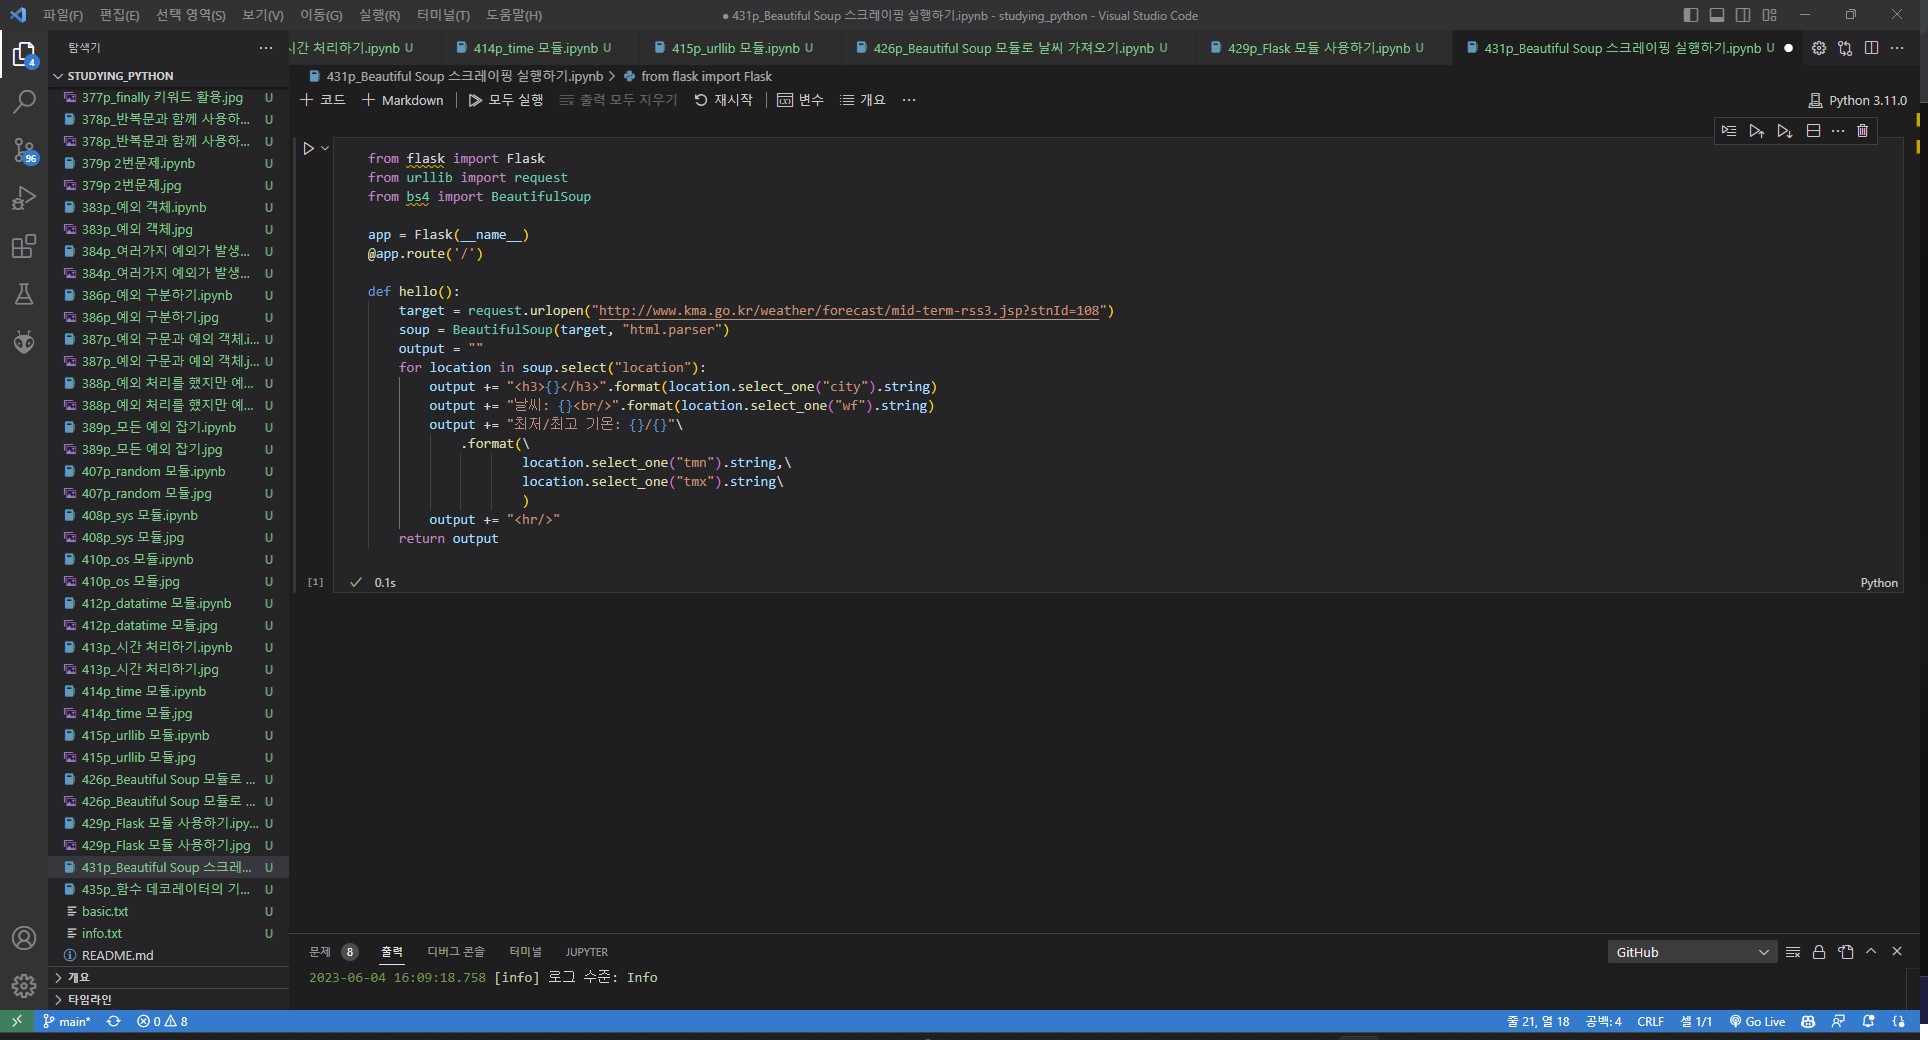 파일(F) 편집(E) 선택 영역(S) 보기(V) 이동(G) 실행(R) 터미널(T) 도움말(H)
● 431p_Beautiful Soup 스크레이핑 실행하기.ipynb - studying_python - Visual Studio Code
탐색기
시간 처리하기.ipynb U
414p_time 모듈.ipynb U
415p_urllib 모듈.ipynb U
426p_Beautiful Soup 모듈로 날씨 가져오기.ipynb U
429p_Flask 모듈 사용하기.ipynb U
431p_Beautiful Soup 스크레이핑 실행하기.ipynb U
STUDYING_PYTHON
377p_finally 키워드 활용.jpg U
378p_반복문과 함께 사용하... U
378p_반복문과 함께 사용하... U
379p 2번문제.ipynb U
379p 2번문제.jpg U
383p_예외 객체.ipynb U
383p_예외 객체.jpg U
384p_여러가지 예외가 발생... U
384p_여러가지 예외가 발생... U
386p_예외 구분하기.ipynb U
386p_예외 구분하기.jpg U
387p_예외 구문과 예외 객체.i... U
387p_예외 구문과 예외 객체.j... U
388p_예외 처리를 했지만 예... U
388p_예외 처리를 했지만 예... U
389p_모든 예외 잡기.ipynb U
389p_모든 예외 잡기.jpg U
407p_random 모듈.ipynb U
407p_random 모듈.jpg U
408p_sys 모듈.ipynb U
408p_sys 모듈.jpg U
410p_os 모듈.ipynb U
410p_os 모듈.jpg U
412p_datatime 모듈.ipynb U
412p_datatime 모듈.jpg U
413p_시간 처리하기.ipynb U
413p_시간 처리하기.jpg U
414p_time 모듈.ipynb U
414p_time 모듈.jpg U
415p_urllib 모듈.ipynb U
415p_urllib 모듈.jpg U
426p_Beautiful Soup 모듈로 ... U
426p_Beautiful Soup 모듈로 ... U
429p_Flask 모듈 사용하기.ipy... U
429p_Flask 모듈 사용하기.jpg U
431p_Beautiful Soup 스크레... U
435p_함수 데코레이터의 기... U
basic.txt U
info.txt U
README.md
개요
타임라인
4
96
431p_Beautiful Soup 스크레이핑 실행하기.ipynb > from flask import Flask
+ 코드 + Markdown | 모두 실행 출력 모두 지우기 재시작 | 변수 개요 ···
Python 3.11.0
from flask import Flask
from urllib import request
from bs4 import BeautifulSoup
app = Flask(__name__)
@app.route('/')
def hello():
target = request.urlopen("http://www.kma.go.kr/weather/forecast/mid-term-rss3.jsp?stnId=108")
soup = BeautifulSoup(target, "html.parser")
output = ""
for location in soup.select("location"):
output += "<h3>{}</h3>".format(location.select_one("city").string)
output += "날씨: {}<br/>".format(location.select_one("wf").string)
output += "최저/최고 기온: {}/{}"\
.format(\
location.select_one("tmn").string,\
location.select_one("tmx").string\
)
output += "<hr/>"
return output
[1] ✓ 0.1s
Python
문제 8 출력 디버그 콘솔 터미널 JUPYTER
GitHub
2023-06-04 16:09:18.758 [info] 로그 수준: Info
main* 0 8
줄 21, 열 18 공백: 4 CRLF 셀 1/1 Go Live